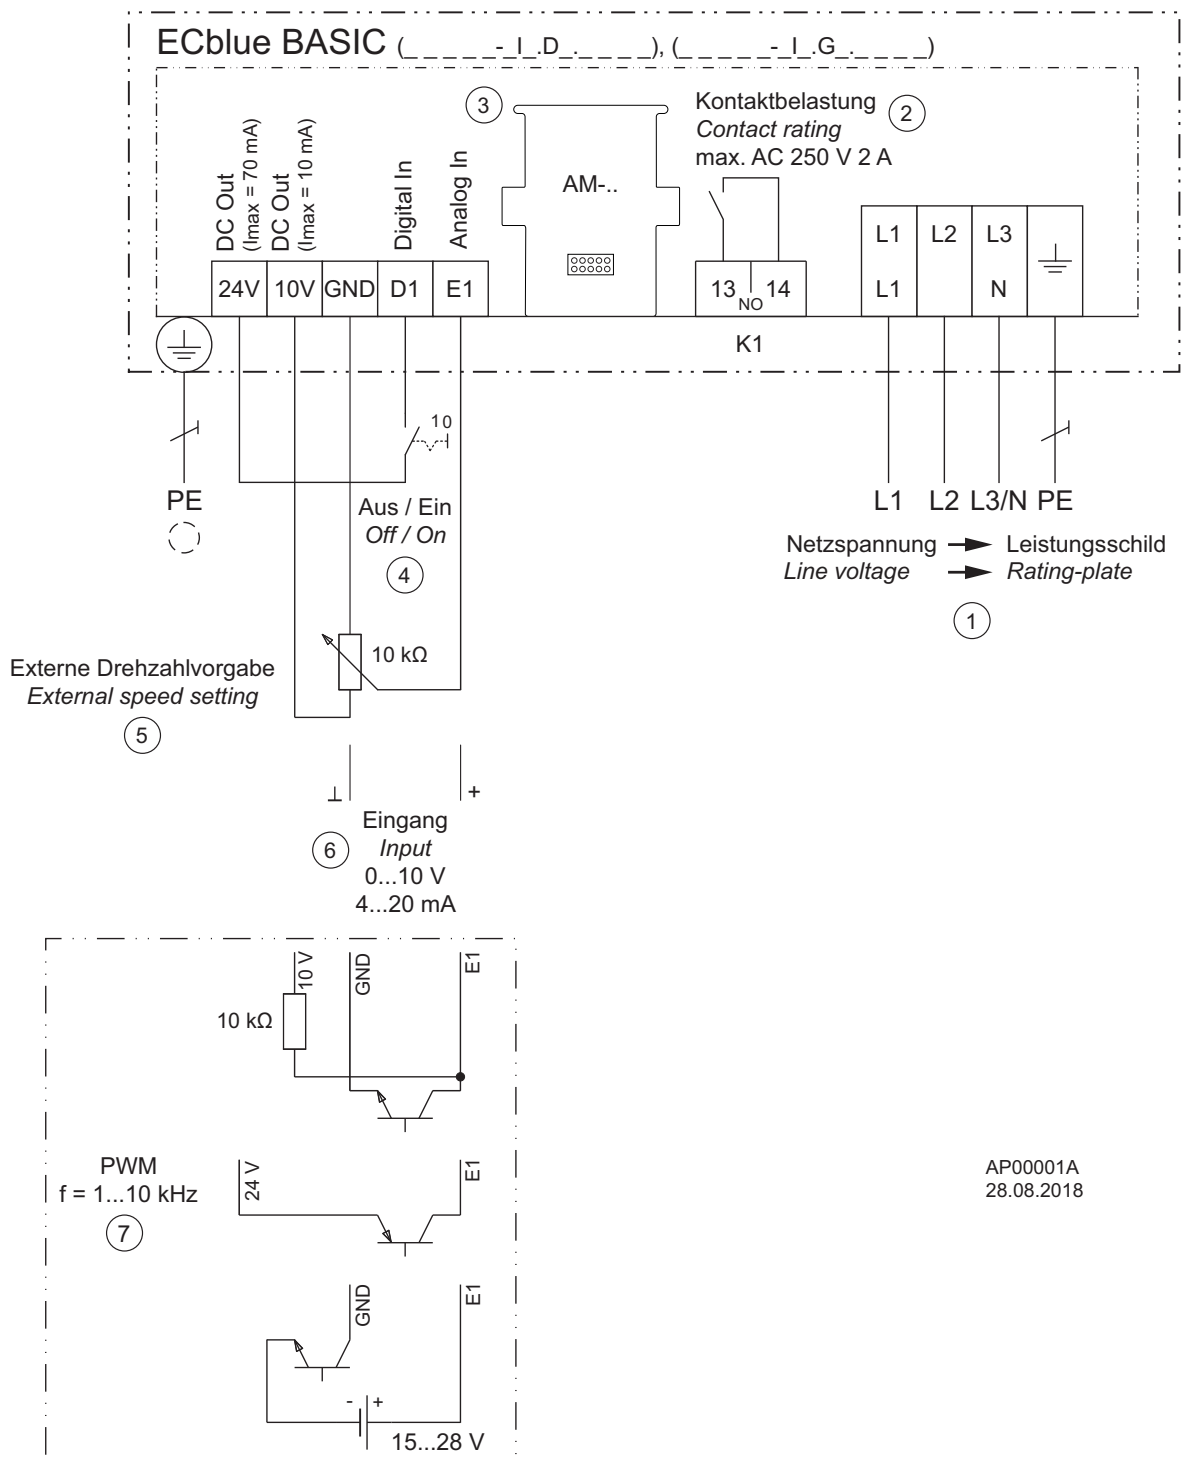 ECblue BASIC (_ _ _ _ _ _- _I_ ._D_._ _ _ _ _), (_ _ _ _ _ _- _I_ ._G_._ _ _ _ _)
3
Kontaktbelastung
Contact rating
max. AC 250 V 2 A
2
AM-..
DC Out
(Imax = 70 mA)
DC Out
(Imax = 10 mA)
Digital In
Analog In
24V 10V GND D1 E1
13 14
NO
K1
L1 L2 L3
L1 N
10
PE
Aus / Ein
Off / On
4
L1 L2 L3/N PE
Netzspannung Leistungsschild
Line voltage Rating-plate
1
10 kΩ
Externe Drehzahlvorgabe
External speed setting
5
+
6
Eingang
Input
0...10 V
4...20 mA
10 V
GND
E1
10 kΩ
PWM
f = 1...10 kHz
7
24 V
E1
GND
E1
- +
15...28 V
AP00001A
28.08.2018